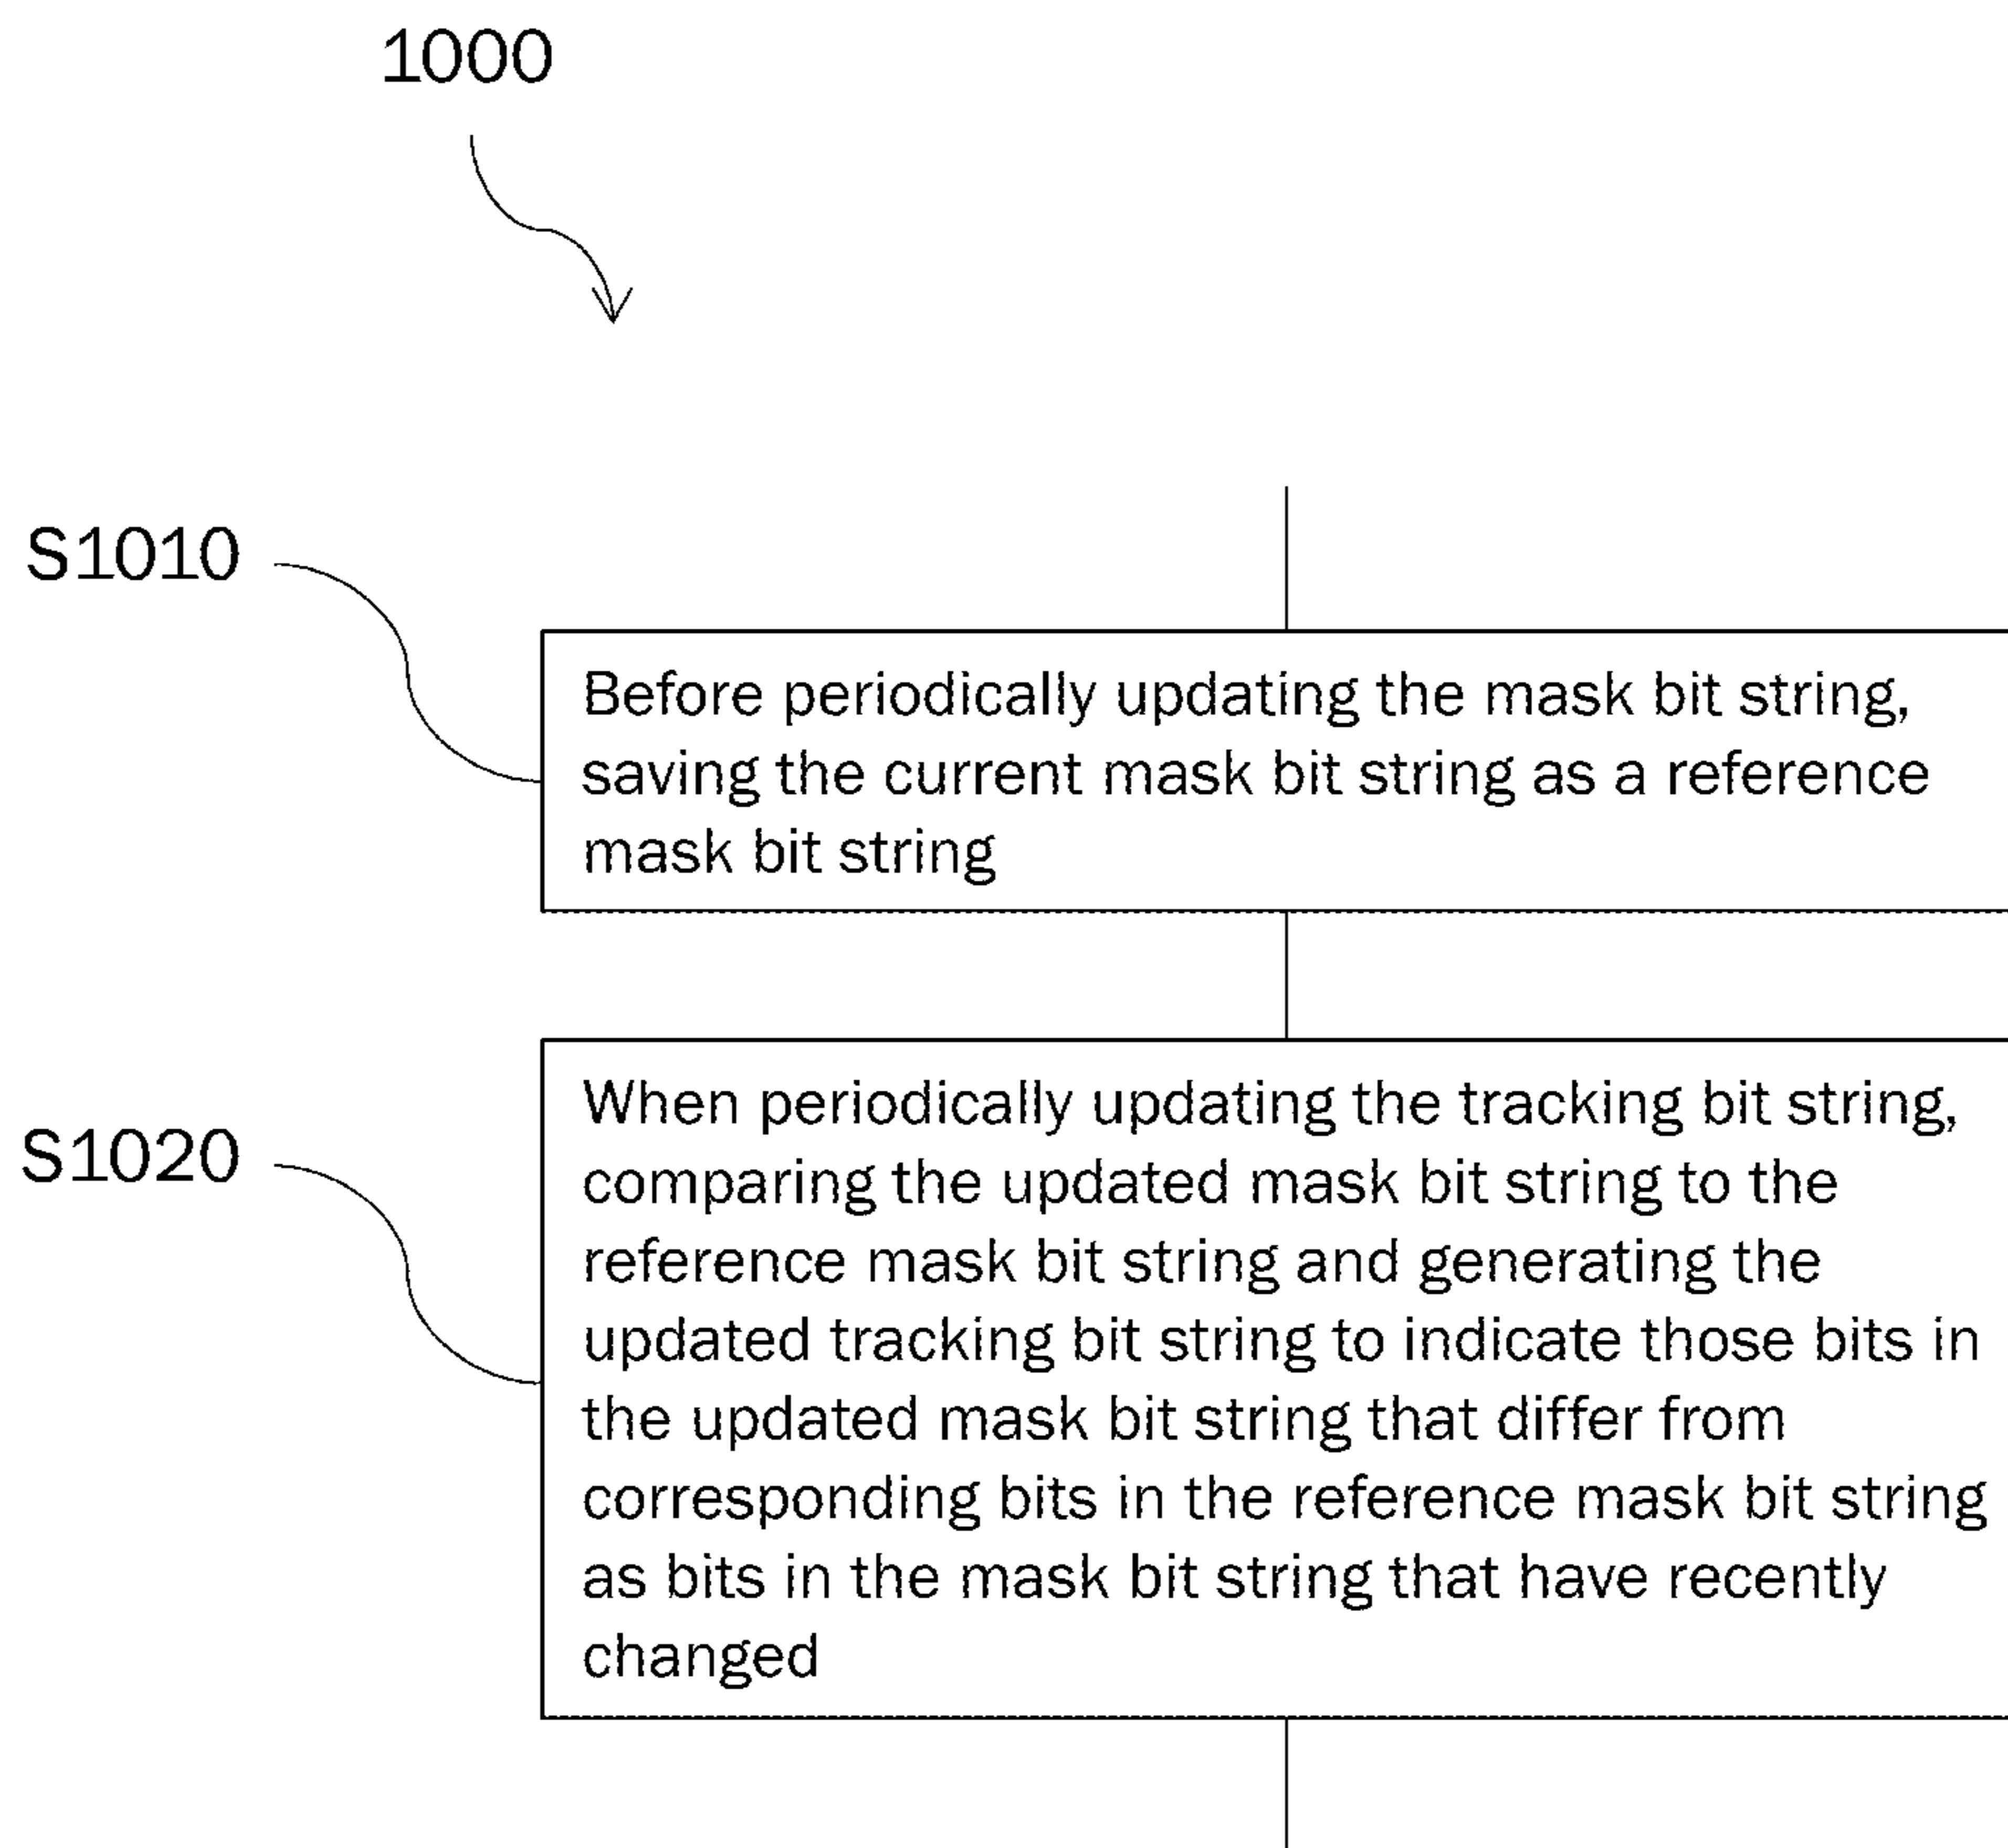 1000
S1010
Before periodically updating the mask bit string,
saving the current mask bit string as a reference
mask bit string
S1020
When periodically updating the tracking bit string,
comparing the updated mask bit string to the
reference mask bit string and generating the
updated tracking bit string to indicate those bits in
the updated mask bit string that differ from
corresponding bits in the reference mask bit string
as bits in the mask bit string that have recently
changed